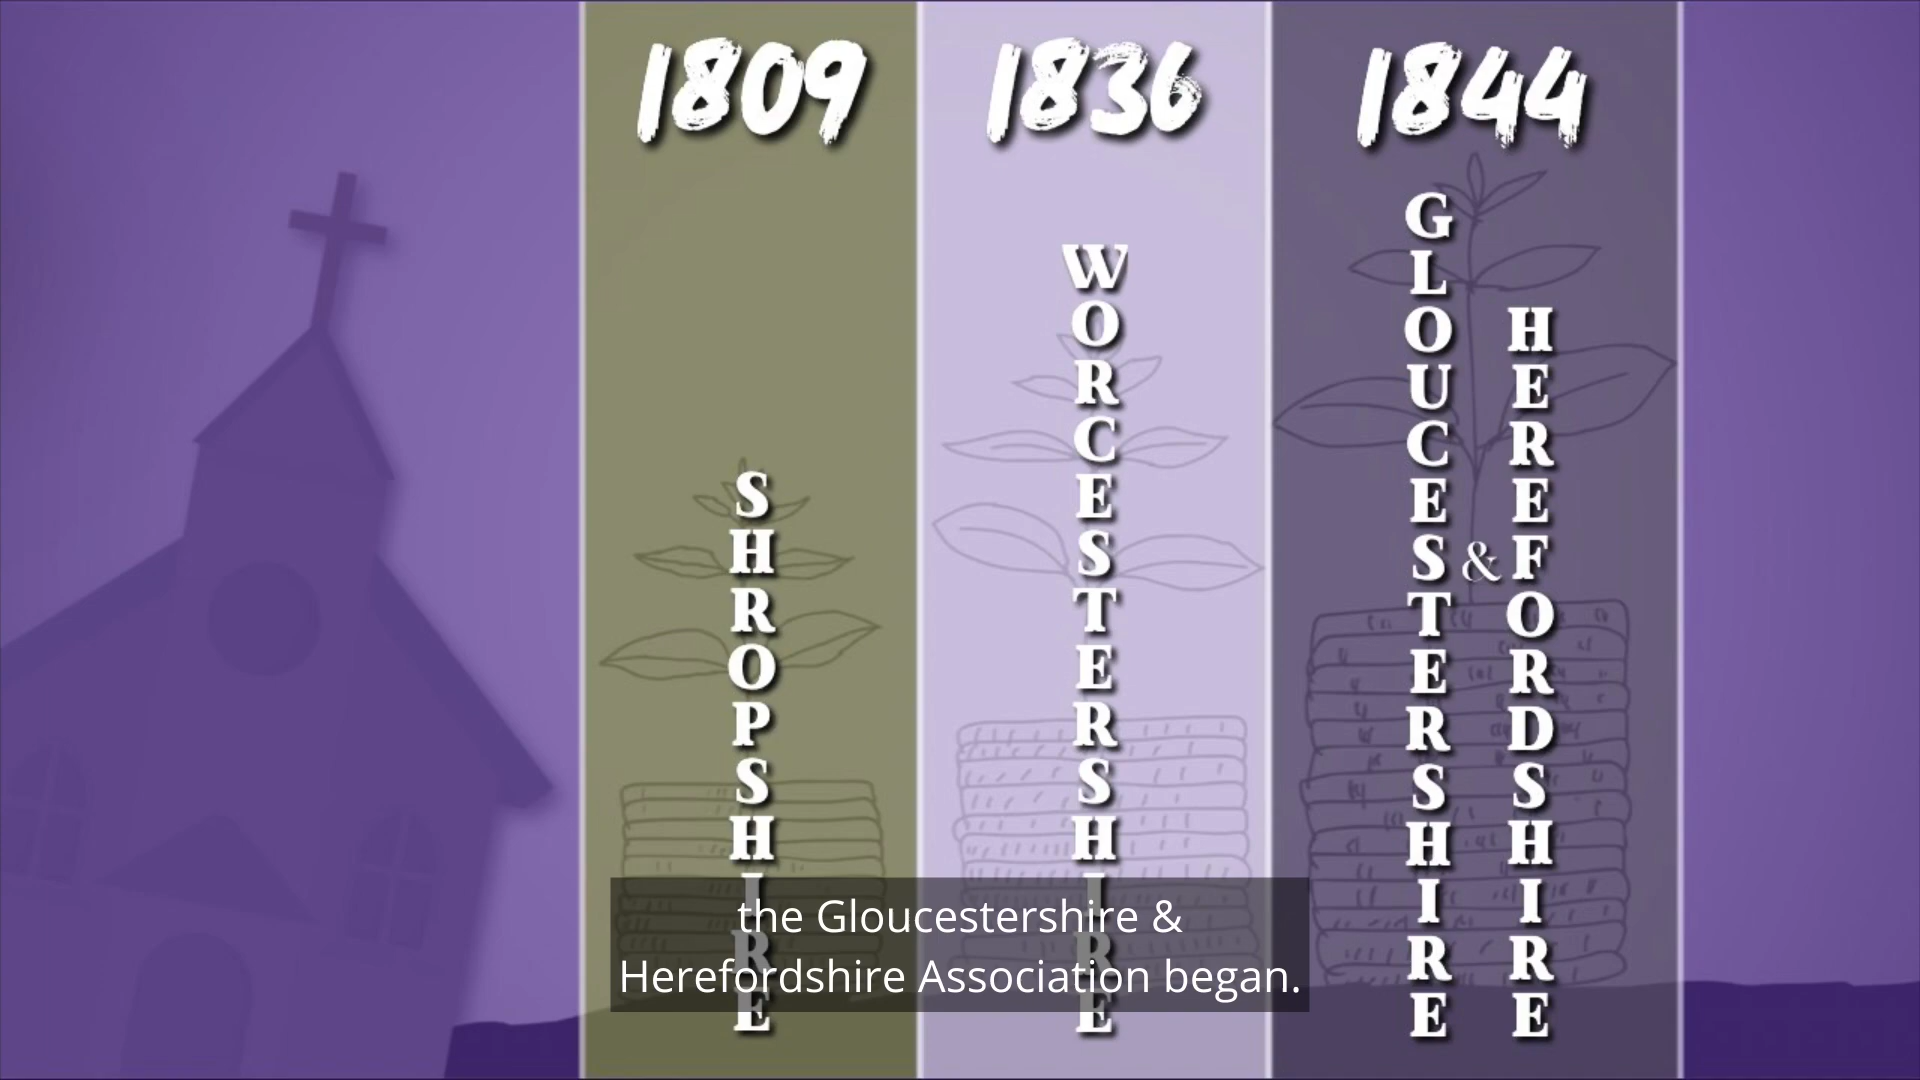 1809
SHROPSHIRE
1836
WORCESTERSHIRE
1844
GLOUCESTERSHIRE
&
HEREFORDSHIRE
the Gloucestershire &
Herefordshire Association began.